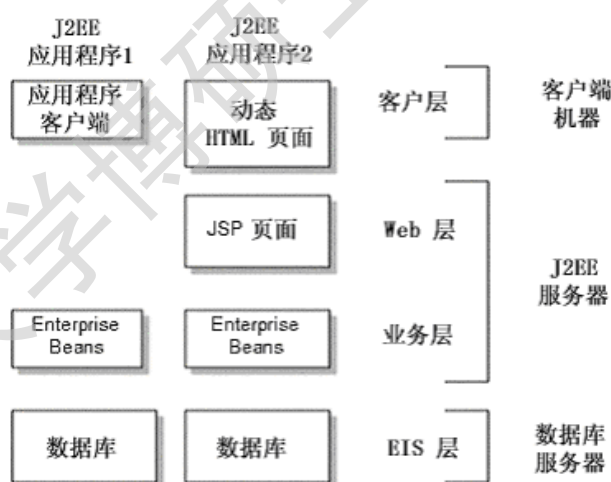 J2EE
应用程序1
J2EE
应用程序2
应用程序
客户端
动态
HTML 页面
客户层
客户端
机器
JSP 页面
Web 层
J2EE
服务器
Enterprise
Beans
Enterprise
Beans
业务层
数据库
数据库
EIS 层
数据库
服务器